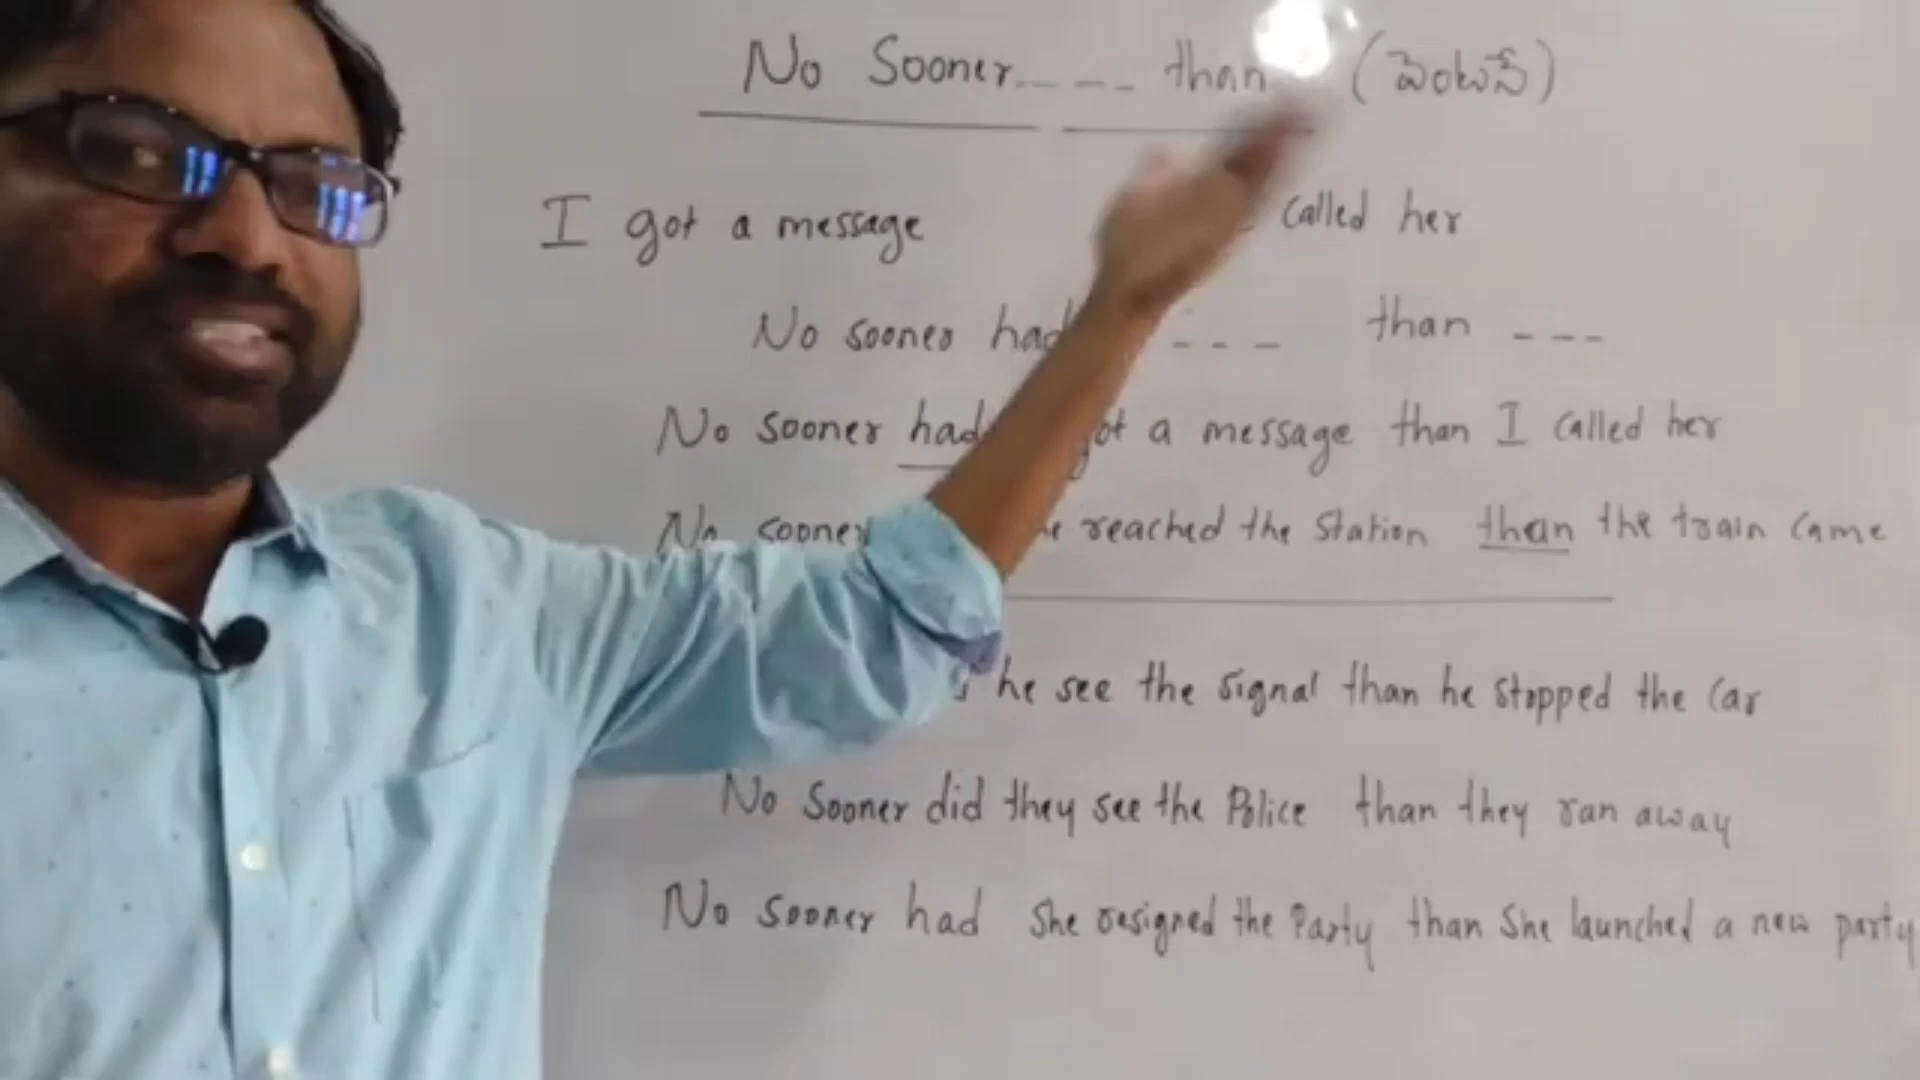 No Sooner ---- than (వెంటనే)
I got a message called her
No sooner had --- than ---
No sooner had got a message than I called her
No sooner reached the station than the train came
he see the signal than he stopped the car
No sooner did they see the Police than they ran away
No sooner had She resigned the Party than She launched a new party